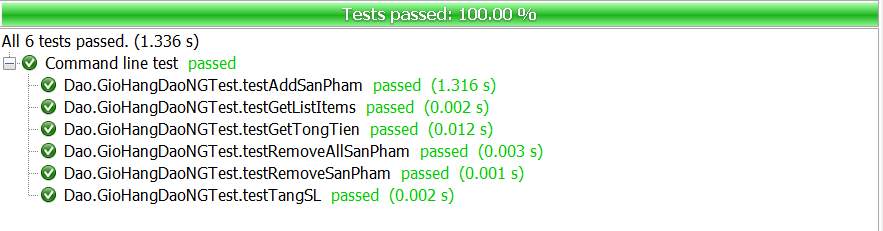 Tests passed: 100.00 %
All 6 tests passed. (1.336 s)
Command line test passed
Dao.GioHangDaoNGTest.testAddSanPham passed (1.316 s)
Dao.GioHangDaoNGTest.testGetListItems passed (0.002 s)
Dao.GioHangDaoNGTest.testGetTongTien passed (0.012 s)
Dao.GioHangDaoNGTest.testRemoveAllSanPham passed (0.003 s)
Dao.GioHangDaoNGTest.testRemoveSanPham passed (0.001 s)
Dao.GioHangDaoNGTest.testTangSL passed (0.002 s)